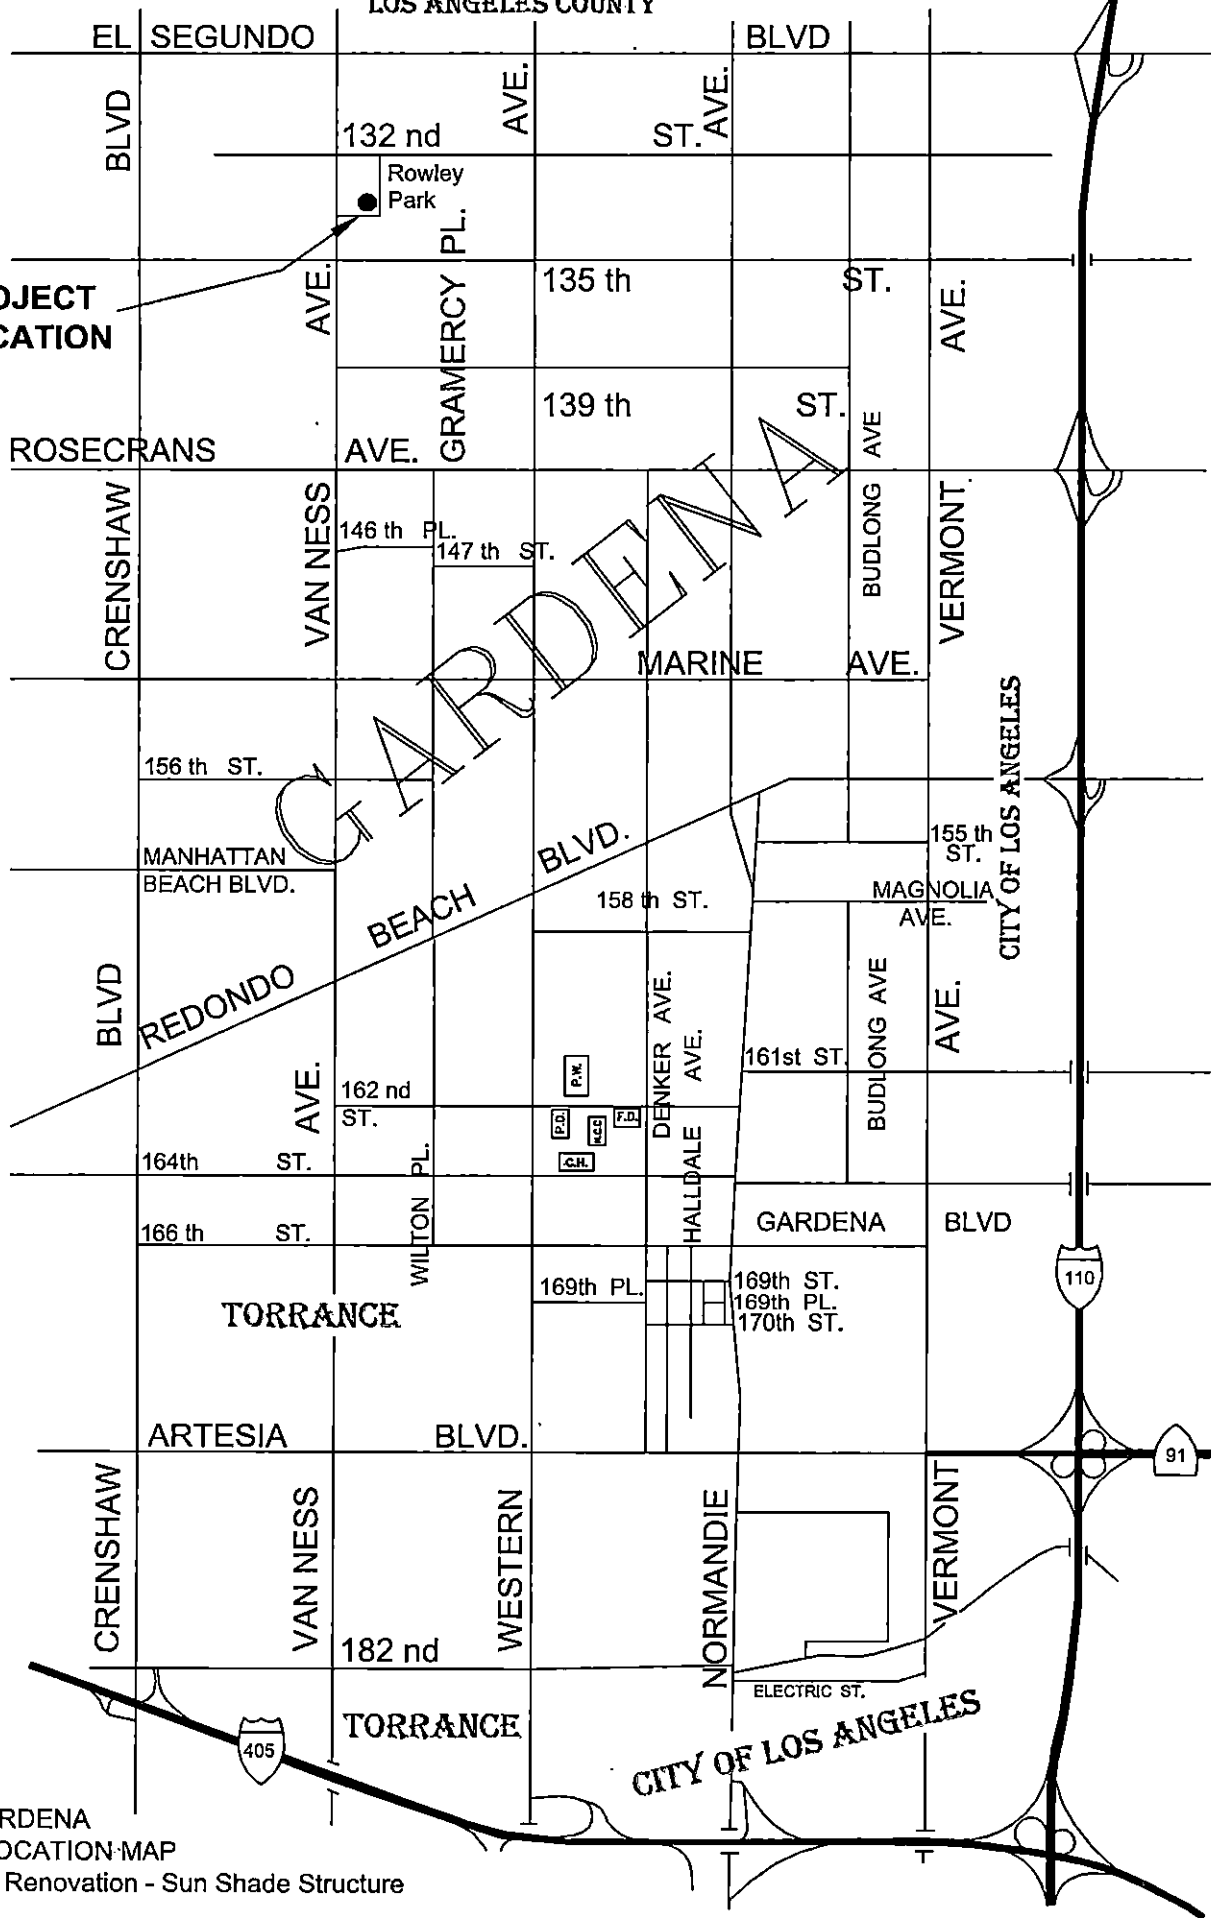 LOS ANGELES COUNTY
EL SEGUNDO BLVD
BLVD
AVE.
AVE.
132 nd ST.
Rowley
Park
GRAMERCY PL.
135 th ST.
OJECT
CATION
AVE.
AVE.
139 th ST.
ROSECRANS AVE.
BUDLONG AVE
CRENSHAW
VAN NESS
VERMONT
146 th PL.
147 th ST.
GARDENA
MARINE AVE.
CITY OF LOS ANGELES
156 th ST.
155 th
ST.
MANHATTAN
BEACH BLVD.
REDONDO BEACH BLVD.
158 th ST.
MAGNOLIA
AVE.
BLVD
DENKER AVE.
HALLDALE AVE.
BUDLONG AVE
AVE.
161st ST.
P.W.
AVE.
162 nd
ST.
P.D.
N.C.C
F.D.
C.H.
164th ST.
WILTON PL.
166 th ST.
GARDENA BLVD
110
169th PL.
169th ST.
169th PL.
170th ST.
TORRANCE
ARTESIA BLVD.
91
CRENSHAW
VAN NESS
WESTERN
NORMANDIE
VERMONT
182 nd
ELECTRIC ST.
TORRANCE
CITY OF LOS ANGELES
405
RDENA
OCATION MAP
Renovation - Sun Shade Structure